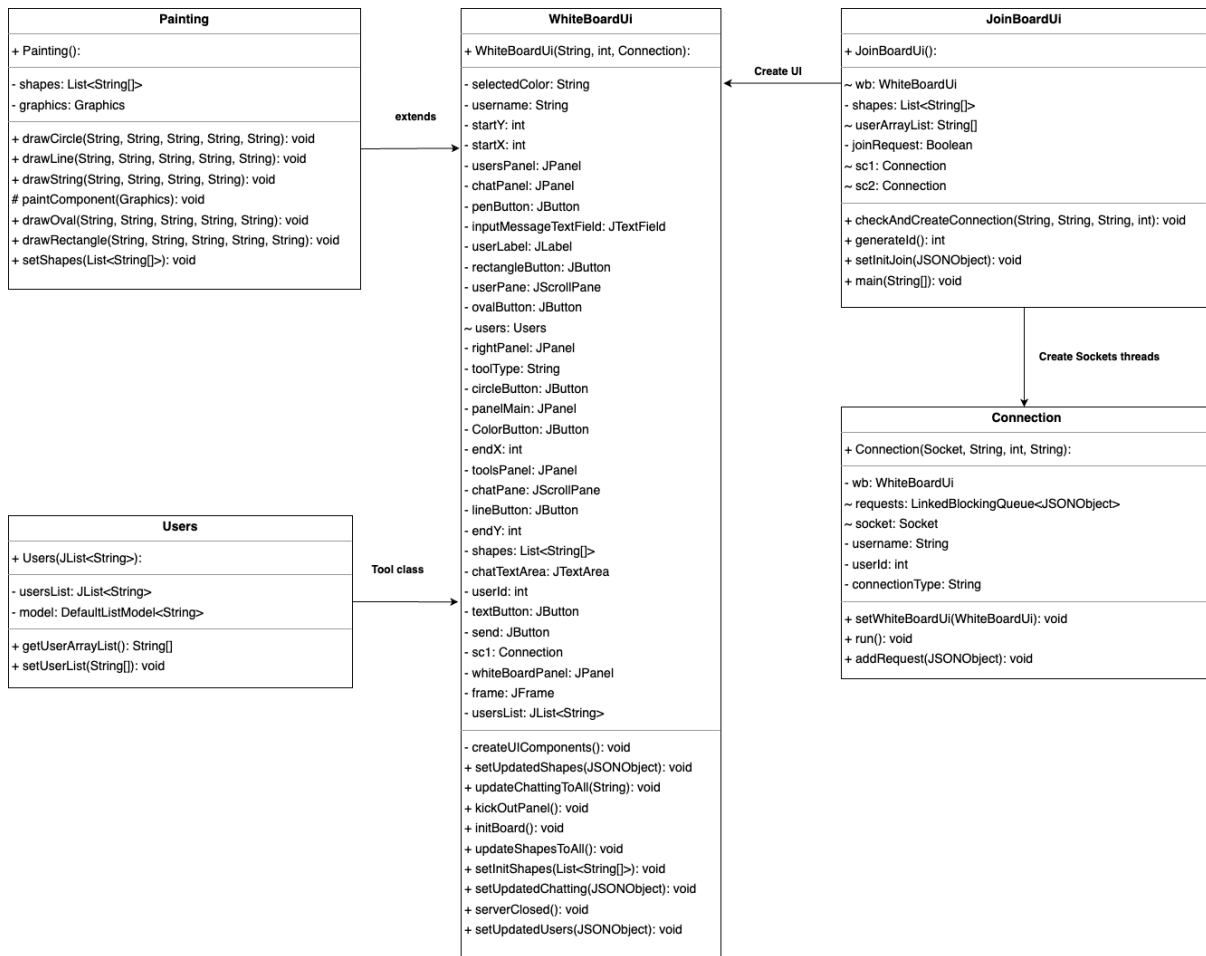 Painting
+ Painting():
- shapes: List<String[]>
- graphics: Graphics
+ drawCircle(String, String, String, String, String): void
+ drawLine(String, String, String, String, String): void
+ drawString(String, String, String, String): void
# paintComponent(Graphics): void
+ drawOval(String, String, String, String, String): void
+ drawRectangle(String, String, String, String, String): void
+ setShapes(List<String[]>): void
extends
Users
+ Users(JList<String>):
- usersList: JList<String>
- model: DefaultListModel<String>
+ getUserArrayList(): String[]
+ setUserList(String[]): void
Tool class
WhiteBoardUi
+ WhiteBoardUi(String, int, Connection):
- selectedColor: String
- username: String
- startY: int
- startX: int
- usersPanel: JPanel
- chatPanel: JPanel
- penButton: JButton
- inputMessageTextField: JTextField
- userLabel: JLabel
- rectangleButton: JButton
- userPane: JScrollPane
- ovalButton: JButton
~ users: Users
- rightPanel: JPanel
- toolType: String
- circleButton: JButton
- panelMain: JPanel
- ColorButton: JButton
- endX: int
- toolsPanel: JPanel
- chatPane: JScrollPane
- lineButton: JButton
- endY: int
- shapes: List<String[]>
- chatTextArea: JTextArea
- userId: int
- textButton: JButton
- send: JButton
- sc1: Connection
- whiteBoardPanel: JPanel
- frame: JFrame
- usersList: JList<String>
- createUIComponents(): void
+ setUpdatedShapes(JSONObject): void
+ updateChattingToAll(String): void
+ kickOutPanel(): void
+ initBoard(): void
+ updateShapesToAll(): void
+ setInitShapes(List<String[]>): void
+ setUpdatedChatting(JSONObject): void
+ serverClosed(): void
+ setUpdatedUsers(JSONObject): void
Create UI
JoinBoardUi
+ JoinBoardUi():
~ wb: WhiteBoardUi
- shapes: List<String[]>
~ userArrayList: String[]
- joinRequest: Boolean
~ sc1: Connection
~ sc2: Connection
+ checkAndCreateConnection(String, String, String, int): void
+ generateId(): int
+ setInitJoin(JSONObject): void
+ main(String[]): void
Create Sockets threads
Connection
+ Connection(Socket, String, int, String):
- wb: WhiteBoardUi
~ requests: LinkedBlockingQueue<JSONObject>
~ socket: Socket
- username: String
- userId: int
- connectionType: String
+ setWhiteBoardUi(WhiteBoardUi): void
+ run(): void
+ addRequest(JSONObject): void